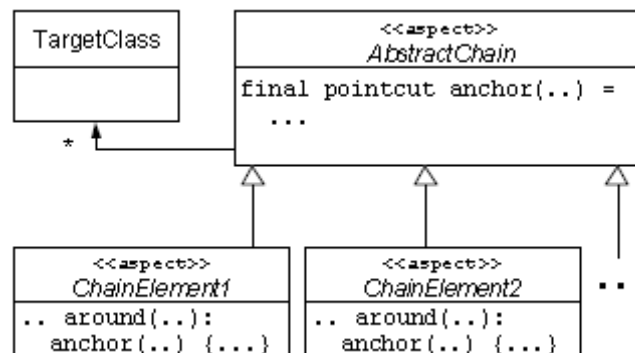 TargetClass
<<aspect>>
AbstractChain
final pointcut anchor(..) =
...
*
<<aspect>>
ChainElement1
.. around(..):
anchor(..) {...}
<<aspect>>
ChainElement2
.. around(..):
anchor(..) {...}
..